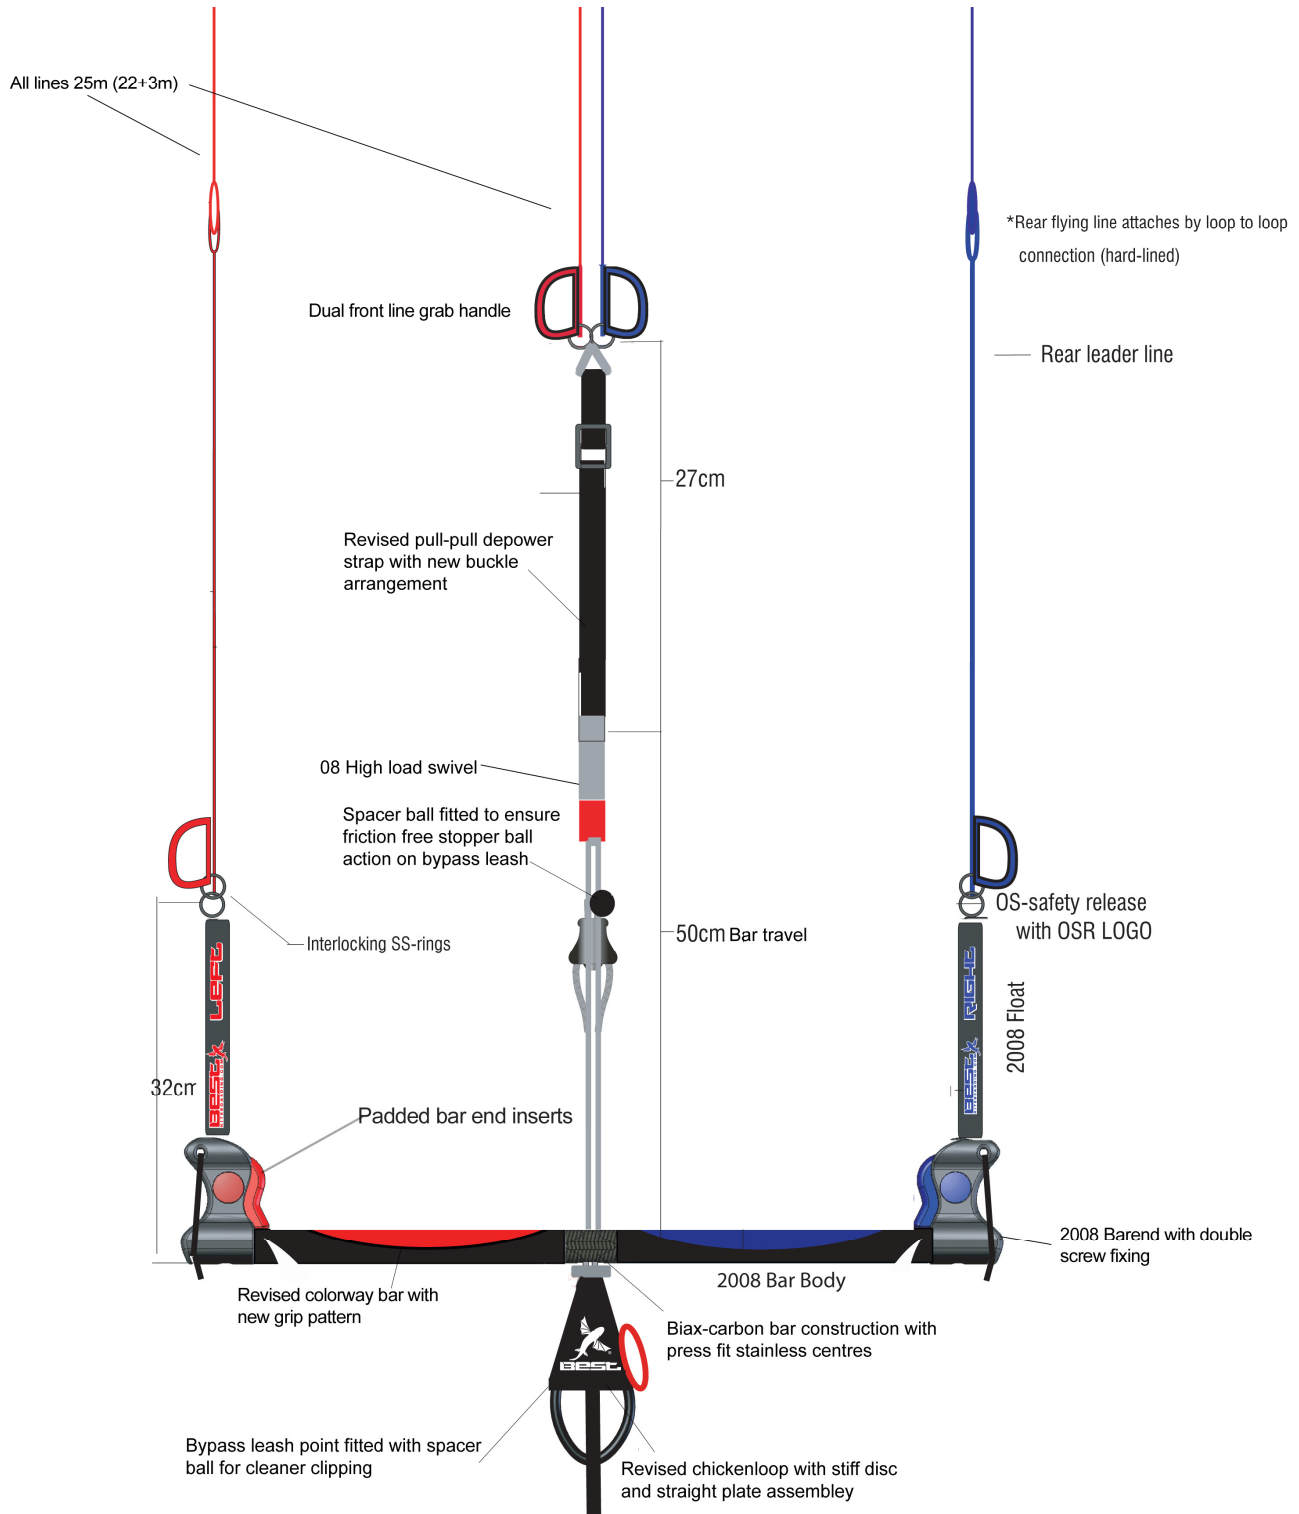 All lines 25m (22+3m)
*Rear flying line attaches by loop to loop
connection (hard-lined)
Dual front line grab handle
Rear leader line
27cm
Revised pull-pull depower
strap with new buckle
arrangement
08 High load swivel
Spacer ball fitted to ensure
friction free stopper ball
action on bypass leash
OS-safety release
with OSR LOGO
Interlocking SS-rings
50cm Bar travel
LEFT
BEST
RIGHT
BEST
2008 Float
32cm
Padded bar end inserts
2008 Barend with double
screw fixing
2008 Bar Body
Revised colorway bar with
new grip pattern
Biax-carbon bar construction with
press fit stainless centres
BEST
Bypass leash point fitted with spacer
ball for cleaner clipping
Revised chickenloop with stiff disc
and straight plate assembley